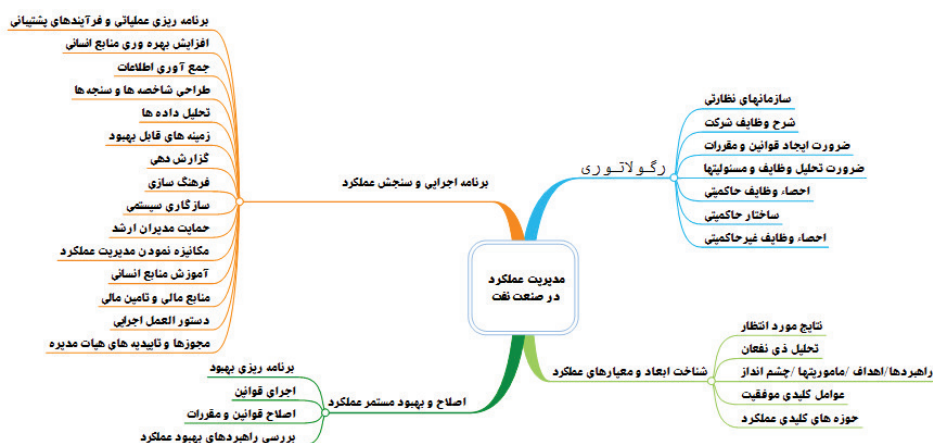 مدیریت عملکرد
در صنعت نفت
رگولاتوری
سازمانهای نظارتی
شرح وظایف شرکت
ضرورت ایجاد قوانین و مقررات
ضرورت تحلیل وظایف و مسئولیتها
احصاء وظایف حاکمیتی
ساختار حاکمیتی
احصاء وظایف غیرحاکمیتی
شناخت ابعاد و معیارهای عملکرد
نتایج مورد انتظار
تحلیل ذی نفعان
راهبردها/اهداف /ماموریتها /چشم انداز
عوامل کلیدی موفقیت
حوزه های کلیدی عملکرد
اصلاح و بهبود مستمر عملکرد
برنامه ریزی بهبود
اجرای قوانین
اصلاح قوانین و مقررات
بررسی راهبردهای بهبود عملکرد
برنامه اجرایی و سنجش عملکرد
برنامه ریزی عملیاتی و فرآیندهای پشتیبانی
افزایش بهره وری منابع انسانی
جمع آوری اطلاعات
طراحی شاخصه ها و سنجه ها
تحلیل داده ها
زمینه های قابل بهبود
گزارش دهی
فرهنگ سازی
سازگاری سیستمی
حمایت مدیران ارشد
مکانیزه نمودن مدیریت عملکرد
آموزش منابع انسانی
منابع مالی و تامین مالی
دستور العمل اجرایی
مجوزها و تاییدیه های هیات مدیره